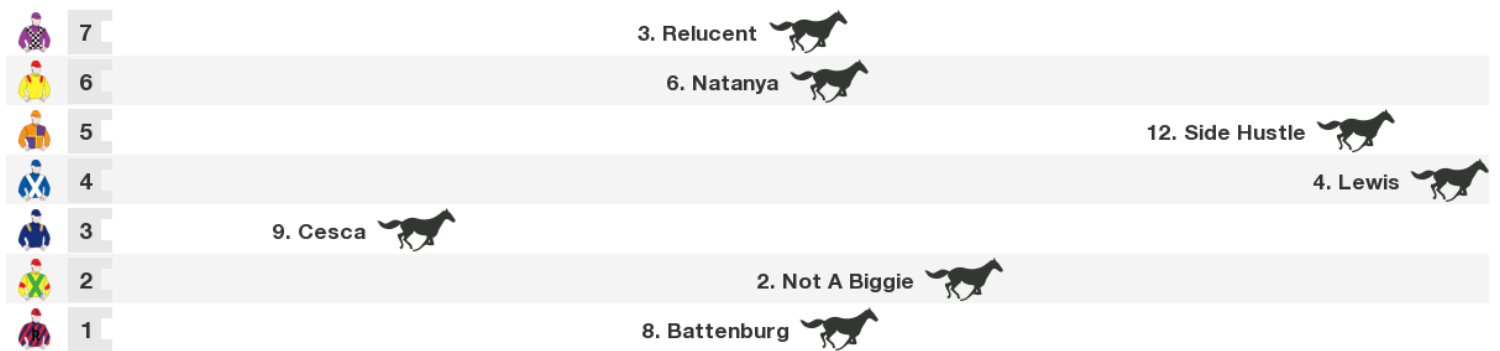 7 3. Relucent
6 6. Natanya
5 12. Side Hustle
4 4. Lewis
3 9. Cesca
2 2. Not A Biggie
1 8. Battenburg
R